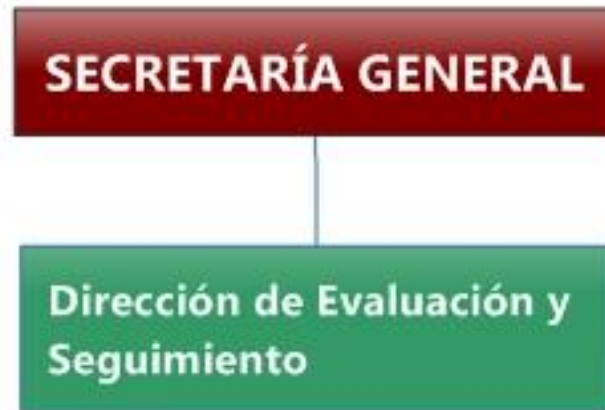 SECRETARÍA GENERAL
Dirección de Evaluación y
Seguimiento